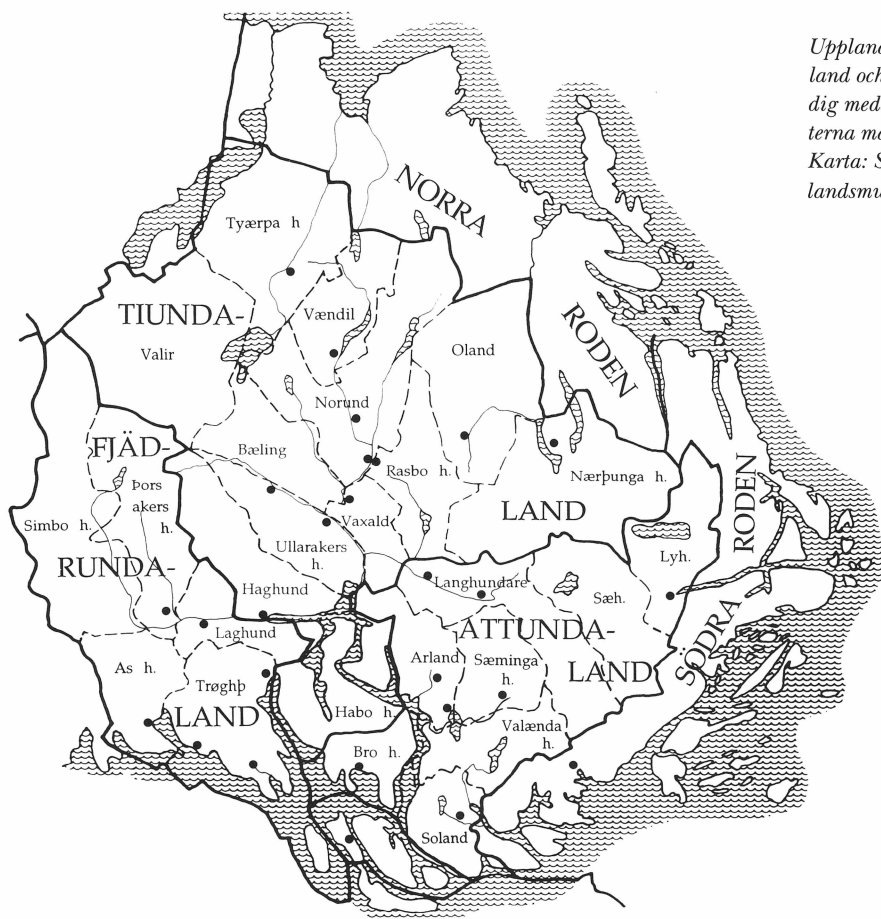 Uppland
land och
dig med
terna
Karta: S
landsmu
NORRA
Tyærpa h
TIUNDA-
Vændil
RODEN
Valir
Oland
Norund
FJÄD-
Bæling
Rasbo h.
Nærþunga h.
Þors
akers
h.
Simbo h.
LAND
RODEN
Vaxald
Ullarakers
h.
Lyh.
RUNDA-
Haghund
Langhundare
Sæh.
SÖDRA
Laghund
ATTUNDA-
As h.
Arland
Sæminga
h.
LAND
Trøghþ
LAND
Habo h.
Valænda
h.
Bro h.
Soland